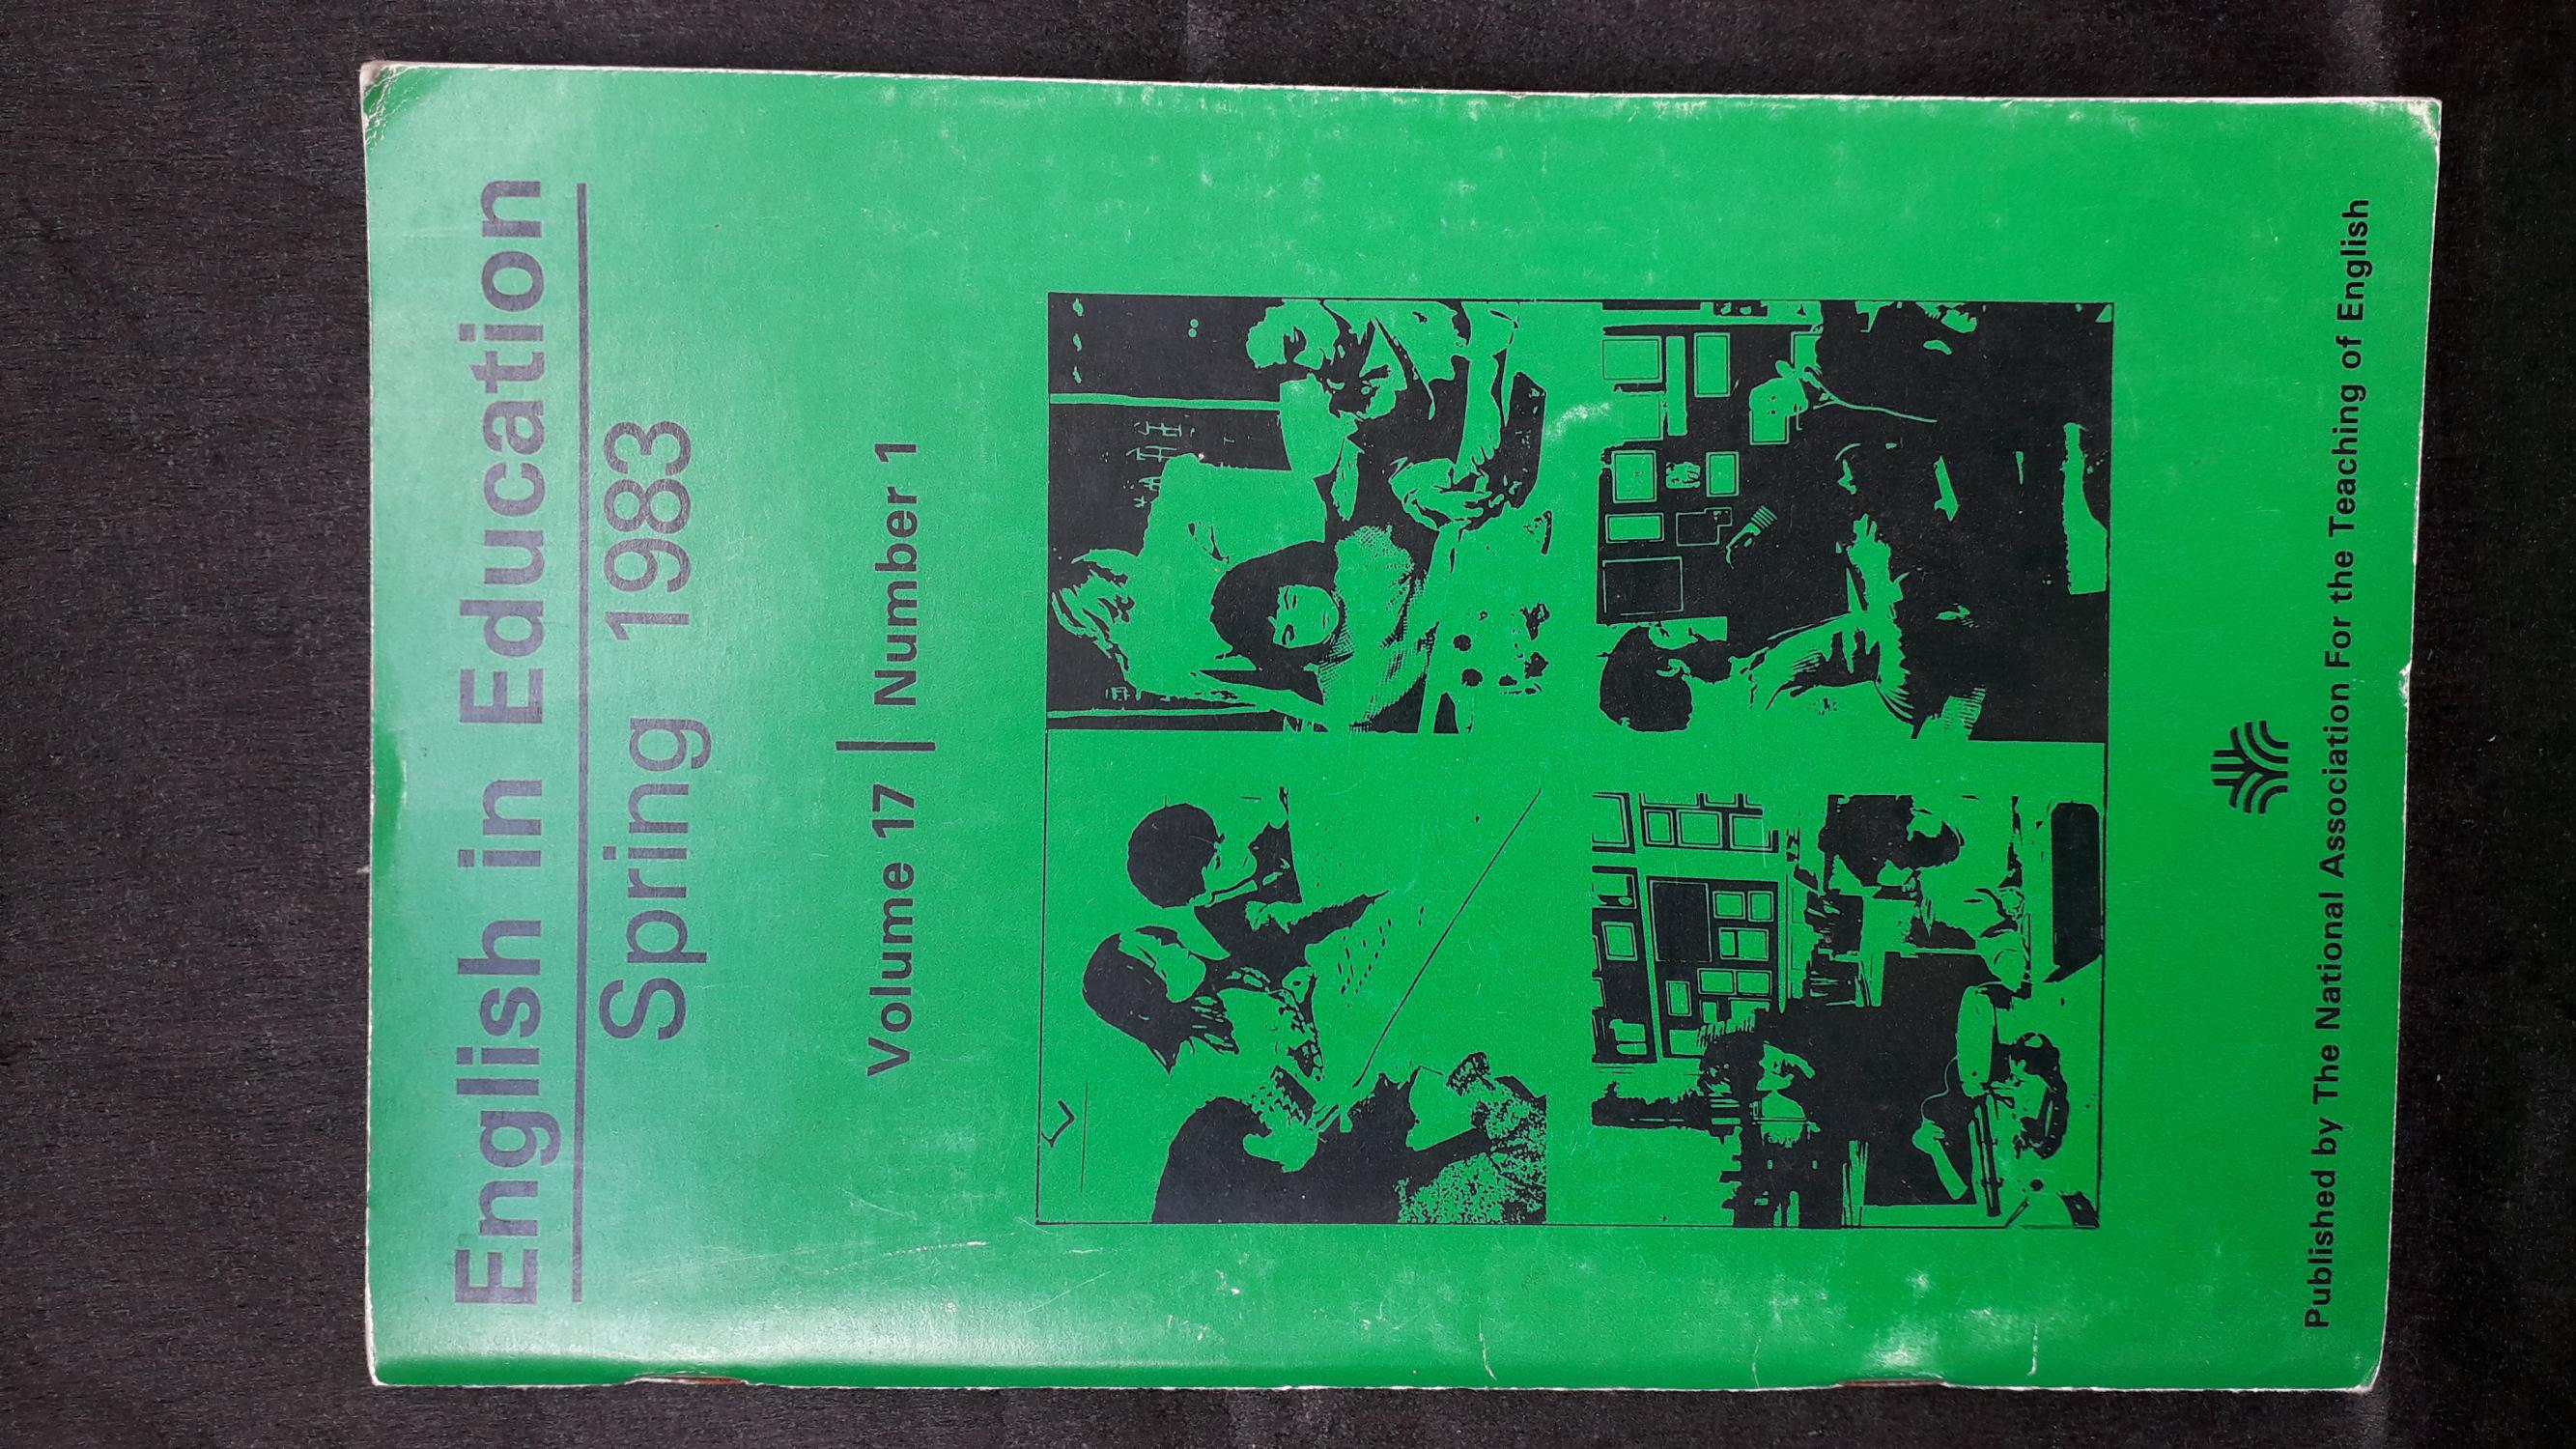 English in Education
Spring 1983
Volume 17 | Number 1
Published by The National Association For the Teaching of English